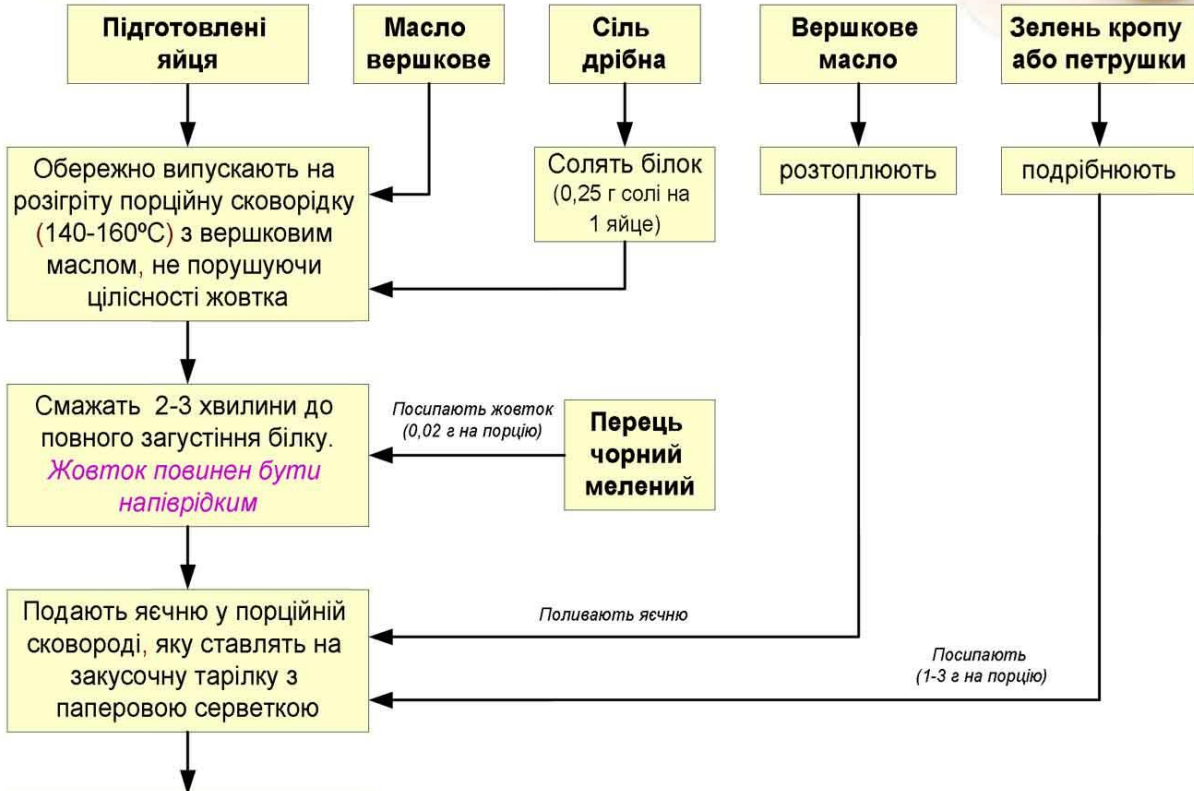 Підготовлені
яйця
Масло
вершкове
Сіль
дрібна
Вершкове
масло
Зелень кропу
або петрушки
Обережно випускають на
розігріту порційну сковорідку
(140-160ºС) з вершковим
маслом, не порушуючи
цілісності жовтка
Солять білок
(0,25 г солі на
1 яйце)
розтоплюють
подрібнюють
Смажать 2-3 хвилини до
повного загустіння білку.
Жовток повинен бути
напіврідким
Посипають жовток
(0,02 г на порцію)
Перець
чорний
мелений
Подають яєчню у порційній
сковороді, яку ставлять на
закусочну тарілку з
паперовою серветкою
Поливають яєчню
Посипають
(1-3 г на порцію)